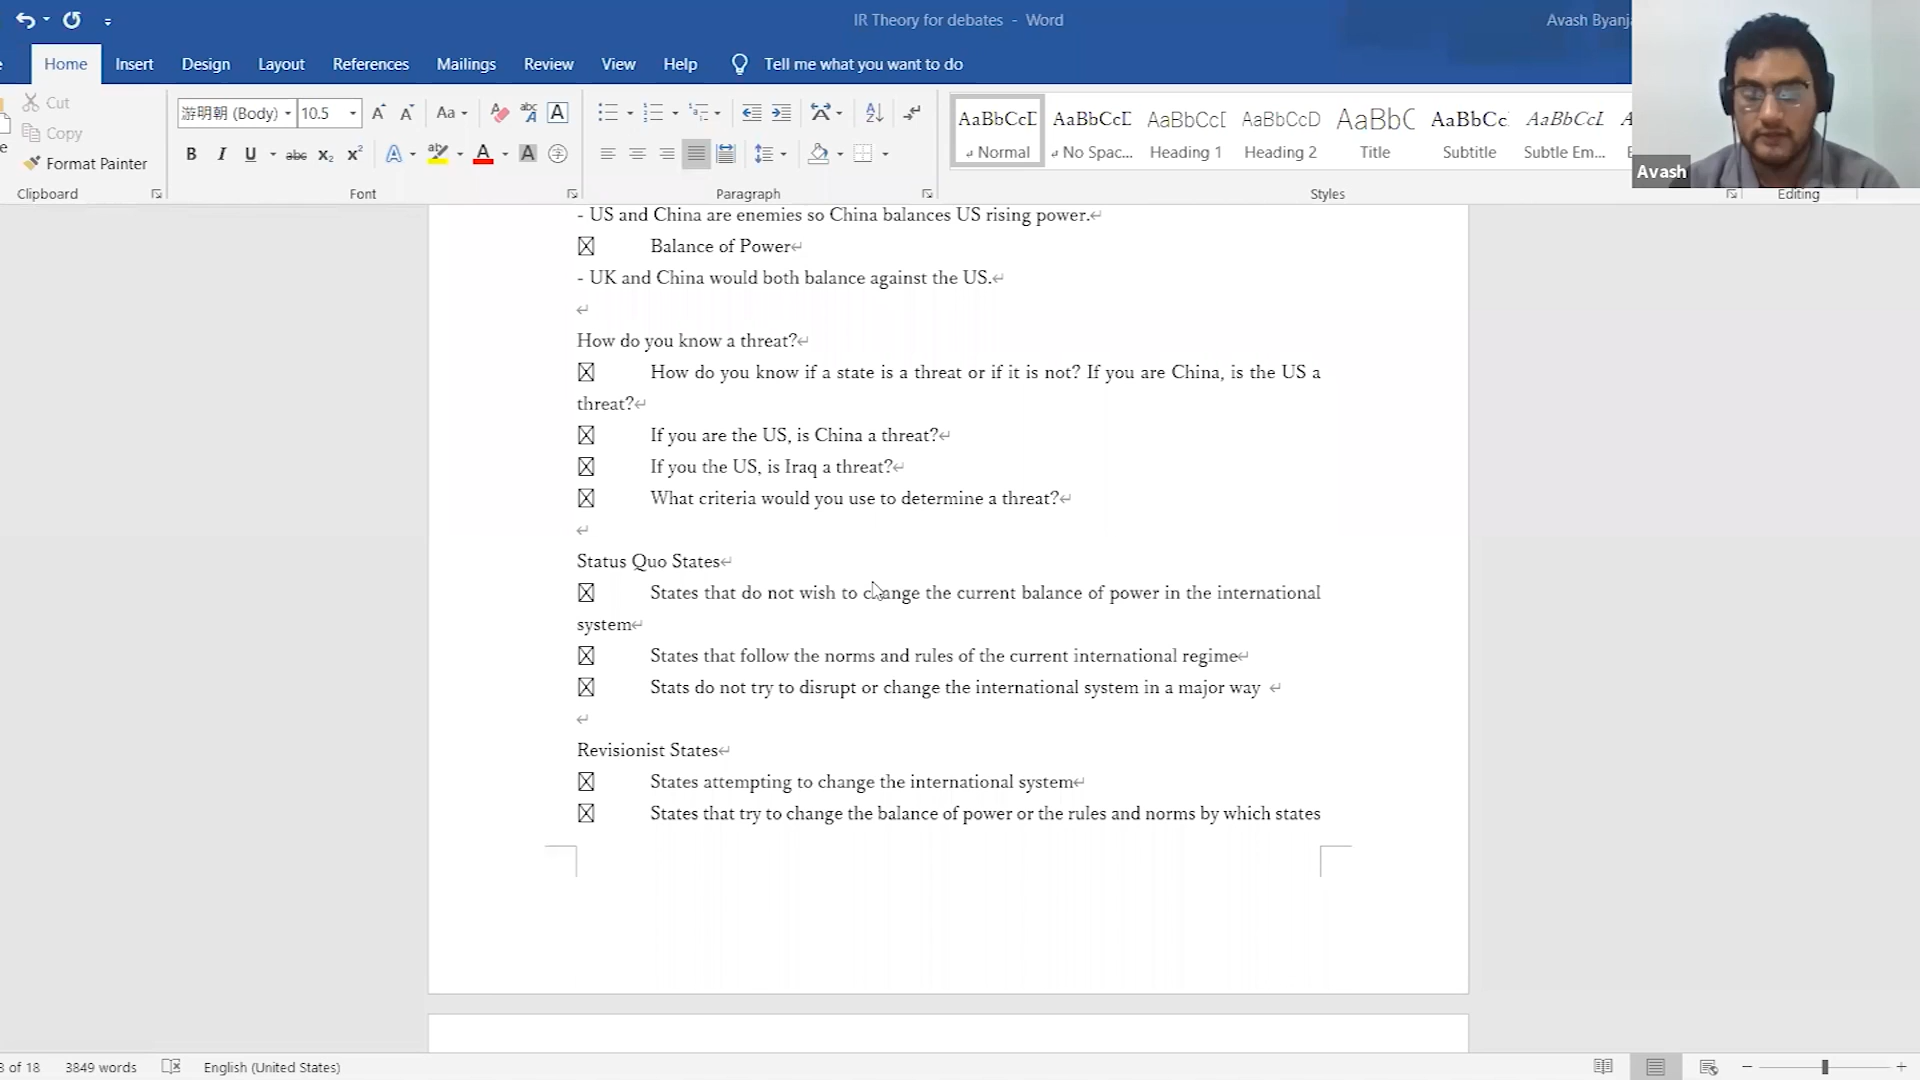 IR Theory for debates - Word
Avash
Home Insert Design Layout References Mailings Review View Help Tell me what you want to do
Cut
Copy
Format Painter
Clipboard
游明朝 (Body) 10.5
Font
Paragraph
AaBbCcD Normal
AaBbCcD No Spac...
AaBbCcD Heading 1
AaBbCcD Heading 2
AaBbC Title
AaBbCc Subtitle
AaBbCcL Subtle Em...
Styles
Editing
Avash
- US and China are enemies so China balances US rising power.
Balance of Power
- UK and China would both balance against the US.
How do you know a threat?
How do you know if a state is a threat or if it is not? If you are China, is the US a
threat?
If you are the US, is China a threat?
If you the US, is Iraq a threat?
What criteria would you use to determine a threat?
Status Quo States
States that do not wish to change the current balance of power in the international
system
States that follow the norms and rules of the current international regime
Stats do not try to disrupt or change the international system in a major way
Revisionist States
States attempting to change the international system
States that try to change the balance of power or the rules and norms by which states
of 18 3849 words English (United States)